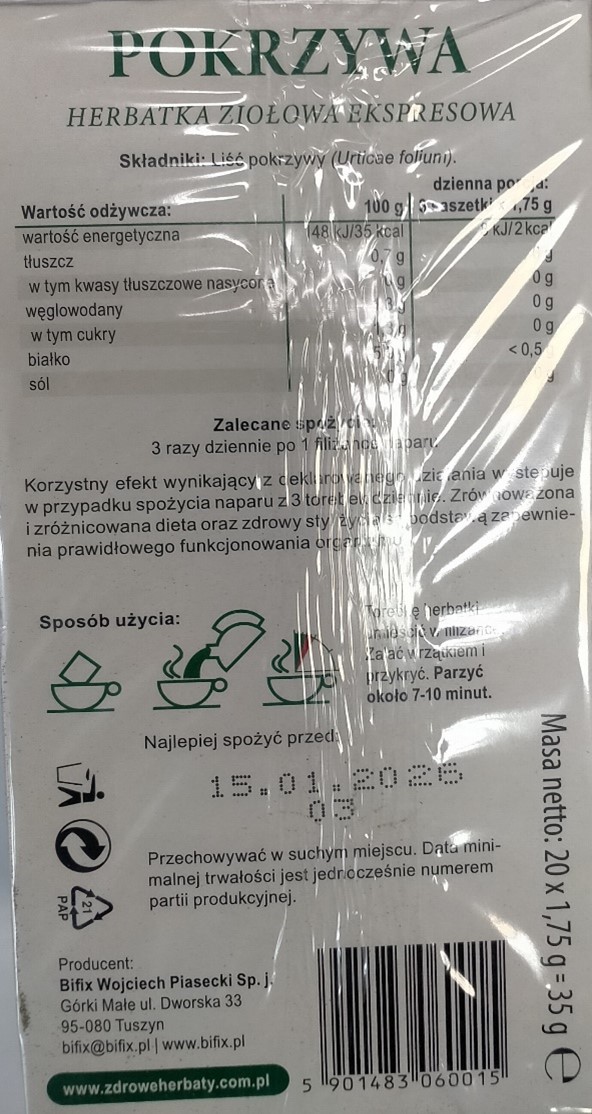 POKRZYWA
HERBATKA ZIOŁOWA EKSPRESOWA
Składniki: Liść pokrzywy (Urticae folium).
dzienna
Wartość odżywcza: 100 g 1,75 g
wartość energetyczna 148 kJ/35 kcal kJ/2 kcal
tłuszcz 0,7 g
w tym kwasy tłuszczowe 0 g
węglowodany 0 g
w tym cukry 0 g
białko < 0,5
sól
Zalecane
3 razy dziennie po 1 filiżance naparu
Korzystny efekt wynikający z deklarowanego działania występuje
w przypadku spożycia naparu z 3 torebek dziennie. Zrównoważona
i zróżnicowana dieta oraz zdrowy styl życia są podstawą zapewnie-
nia prawidłowego funkcjonowania
Sposób użycia:
Torebkę herbatki
umieścić w
Zalać wrzątkiem i
przykryć. Parzyć
około 7-10 minut.
Najlepiej spożyć przed:
15.01.2026
03
Przechowywać w suchym miejscu. Data mini-
malnej trwałości jest jednocześnie numerem
partii produkcyjnej.
21
PAP
Masa netto: 20 x 1,75 g = 35 g e
Producent:
Bifix Wojciech Piasecki Sp. j.
Górki Małe ul. Dworska 33
95-080 Tuszyn
bifix@bifix.pl | www.bifix.pl
www.zdroweherbaty.com.pl
5 901483 060015